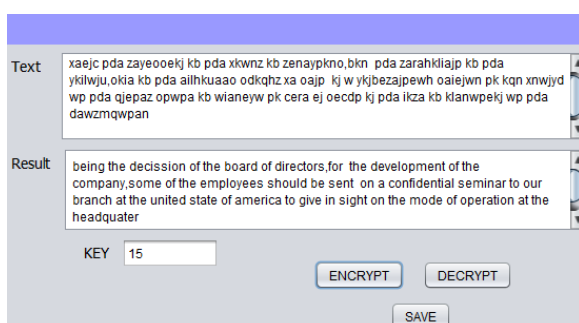 Text
xaejc pda zayeooekj kb pda xkwnz kb zenaypkno,bkn  pda zarahkliajp kb pda
ykilwju,okia kb pda ailhkuaao odkqhz xa oajp  kj w ykjbezajpewh oaiejwn pk kqn xnwjyd
wp pda qjepaz opwpa kb wianeyw pk cera ej oecdp kj pda ikza kb klanwpekj wp pda
dawzmqwpan
Result
being the decission of the board of directors,for  the development of the
company,some of the employees should be sent  on a confidential seminar to our
branch at the united state of america to give in sight on the mode of operation at the
headquater
KEY 15
ENCRYPT DECRYPT
SAVE